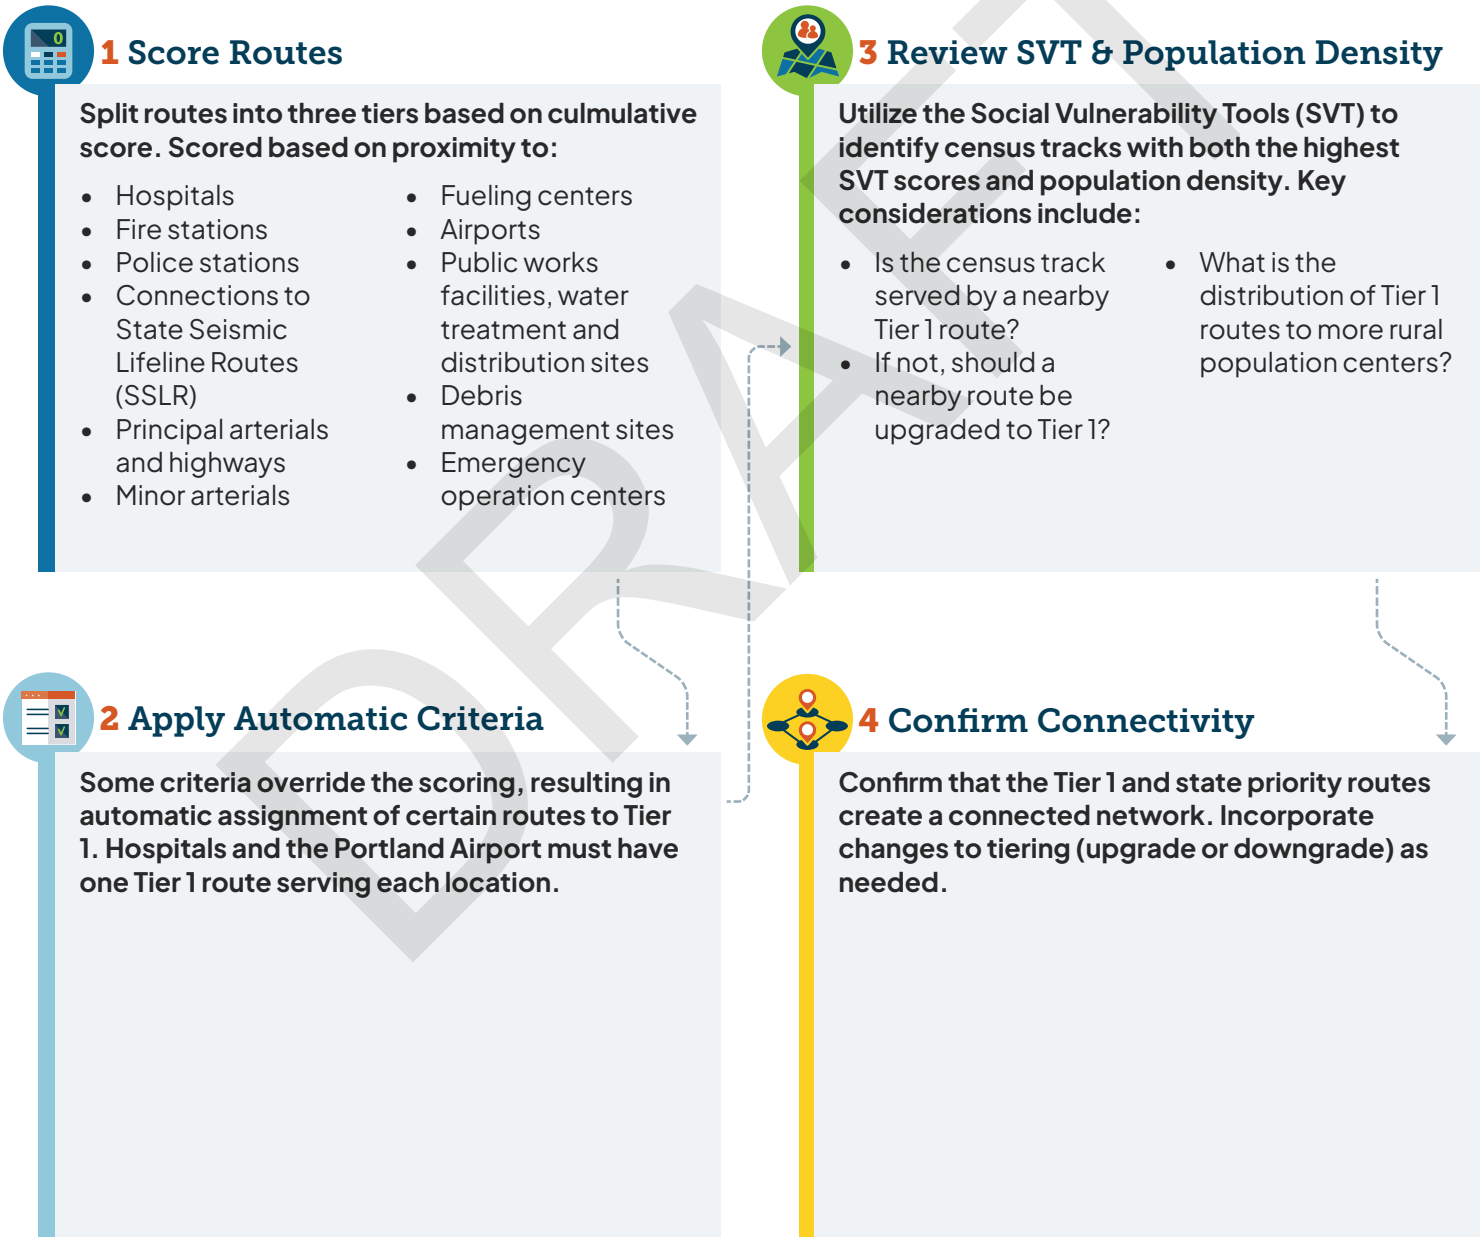 1 Score Routes
Split routes into three tiers based on culmulative
score. Scored based on proximity to:
• Hospitals
• Fire stations
• Police stations
• Connections to
State Seismic
Lifeline Routes
(SSLR)
• Principal arterials
and highways
• Minor arterials
• Fueling centers
• Airports
• Public works
facilities, water
treatment and
distribution sites
• Debris
management sites
• Emergency
operation centers
2 Apply Automatic Criteria
Some criteria override the scoring, resulting in
automatic assignment of certain routes to Tier
1. Hospitals and the Portland Airport must have
one Tier 1 route serving each location.
3 Review SVT & Population Density
Utilize the Social Vulnerability Tools (SVT) to
identify census tracks with both the highest
SVT scores and population density. Key
considerations include:
• Is the census track
served by a nearby
Tier 1 route?
• If not, should a
nearby route be
upgraded to Tier 1?
• What is the
distribution of Tier 1
routes to more rural
population centers?
4 Confirm Connectivity
Confirm that the Tier 1 and state priority routes
create a connected network. Incorporate
changes to tiering (upgrade or downgrade) as
needed.
0
DRAFT